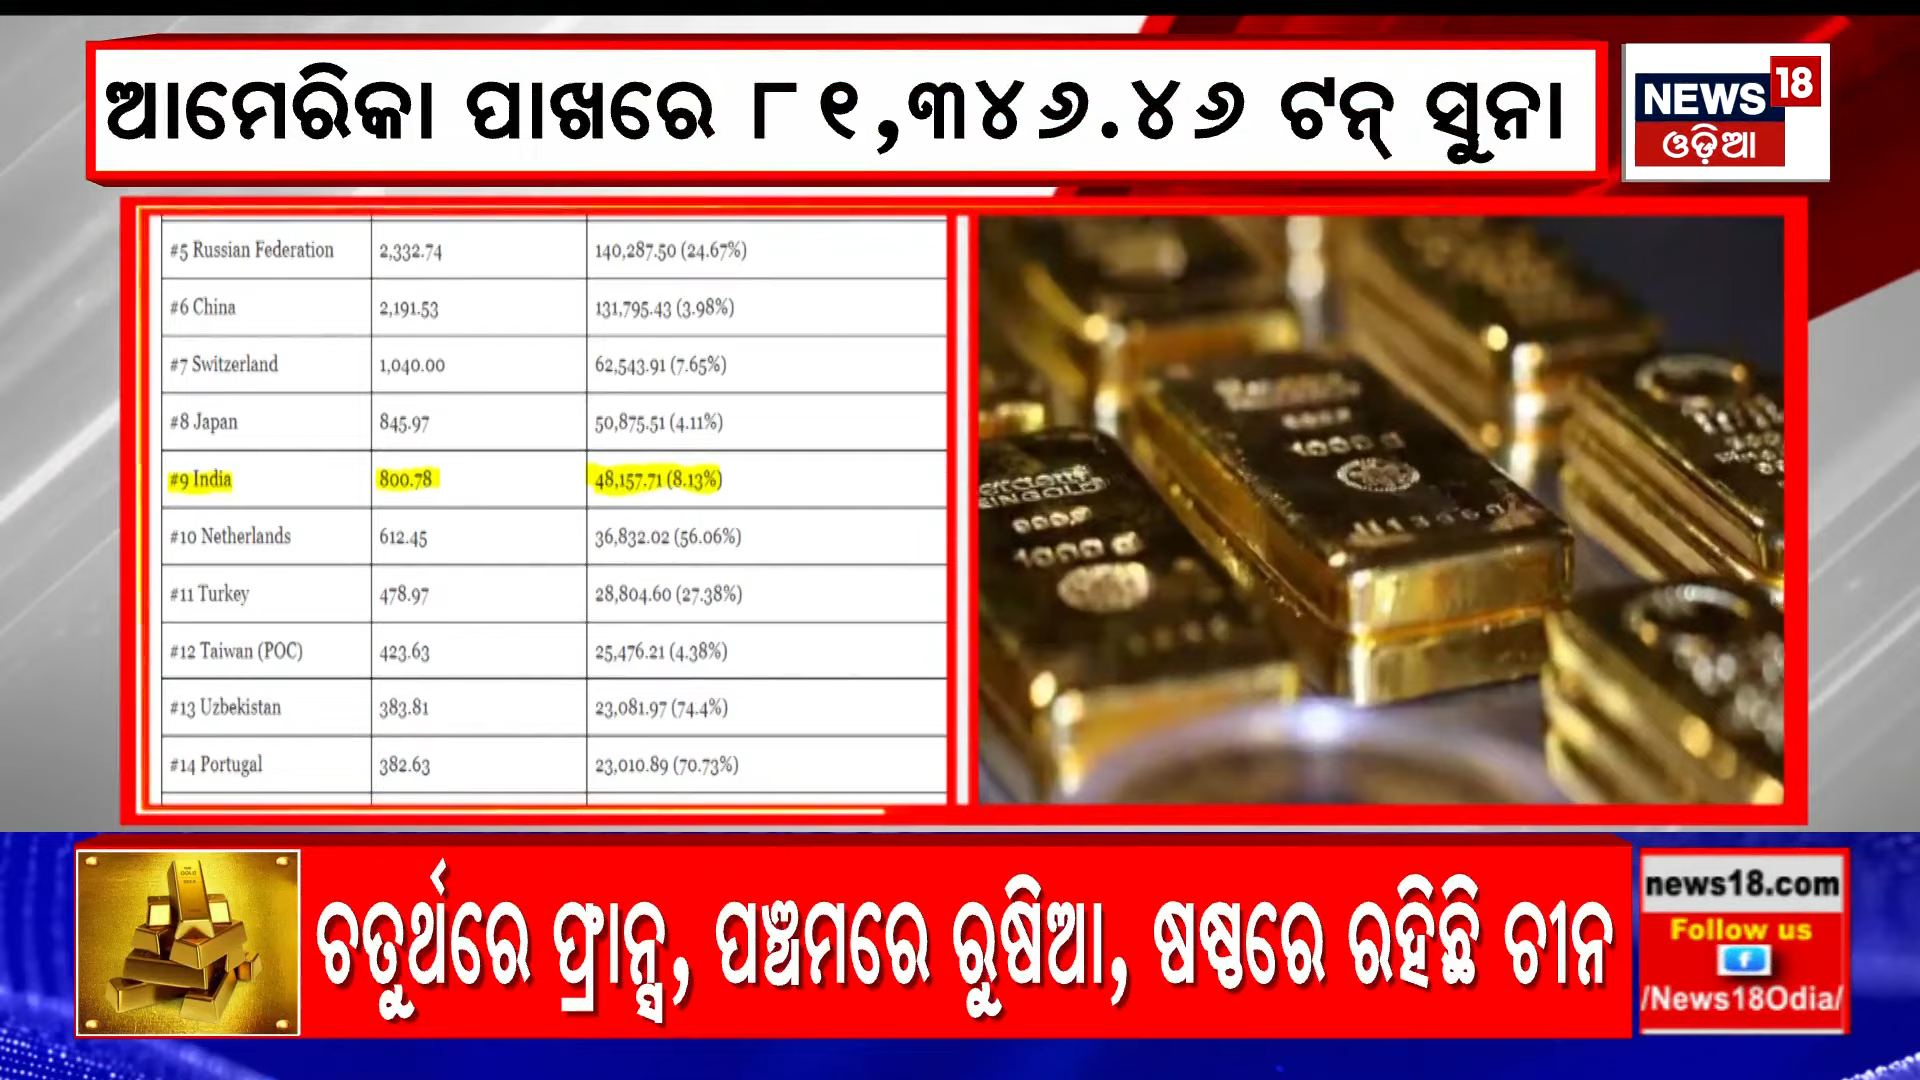 ଆମେରିକା ପାଖରେ ୮୧,୩୪୬.୪୬ ଟନ୍ ସୁନା
NEWS 18
ଓଡ଼ିଆ
#5 Russian Federation 2,332.74 140,287.50 (24.67%)
#6 China 2,191.53 131,795.43 (3.98%)
#7 Switzerland 1,040.00 62,543.91 (7.65%)
#8 Japan 845.97 50,875.51 (4.11%)
#9 India 800.78 48,157.71 (8.13%)
#10 Netherlands 612.45 36,832.02 (56.06%)
#11 Turkey 478.97 28,804.60 (27.38%)
#12 Taiwan (POC) 423.63 25,476.21 (4.38%)
#13 Uzbekistan 383.81 23,081.97 (74.4%)
#14 Portugal 382.63 23,010.89 (70.73%)
1000 g
1000 g
ଚତୁର୍ଥରେ ଫ୍ରାନ୍ସ, ପଞ୍ଚମରେ ରୁଷିଆ, ଷଷ୍ଠରେ ରହିଛି ଚୀନ
news18.com
Follow us
f
/News18Odia/